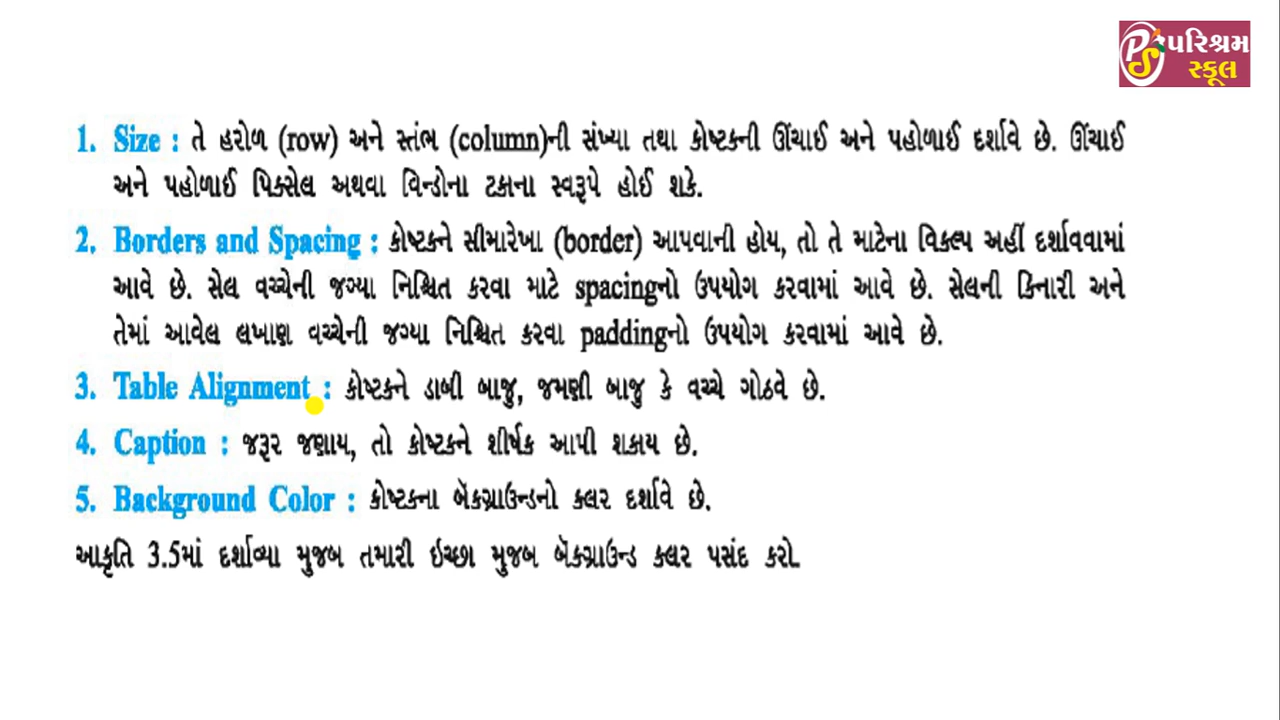 પરિશ્રમ
સ્કૂલ
1. Size : તે હરોળ (row) અને સ્તંભ (column)ની સંખ્યા તથા કોષ્ટકની ઊંચાઈ અને પહોળાઈ દર્શાવે છે. ઊંચાઈ
અને પહોળાઈ પિક્સેલ અથવા વિન્ડોના ટકાના સ્વરૂપે હોઈ શકે.
2. Borders and Spacing : કોષ્ટકને સીમારેખા (border) આપવાની હોય, તો તે માટેના વિકલ્પ અહીં દર્શાવવામાં
આવે છે. સેલ વચ્ચેની જગ્યા નિશ્ચિત કરવા માટે spacingનો ઉપયોગ કરવામાં આવે છે. સેલની કિનારી અને
તેમાં આવેલ લખાણ વચ્ચેની જગ્યા નિશ્ચિત કરવા paddingનો ઉપયોગ કરવામાં આવે છે.
3. Table Alignment : કોષ્ટકને ડાબી બાજુ, જમણી બાજુ કે વચ્ચે ગોઠવે છે.
4. Caption : જરૂર જણાય, તો કોષ્ટકને શીર્ષક આપી શકાય છે.
5. Background Color : કોષ્ટકના બૅકગ્રાઉન્ડનો ક્લર દર્શાવે છે.
આકૃતિ 3.5માં દર્શાવ્યા મુજબ તમારી ઇચ્છા મુજબ બૅકગ્રાઉન્ડ ક્લર પસંદ કરો.